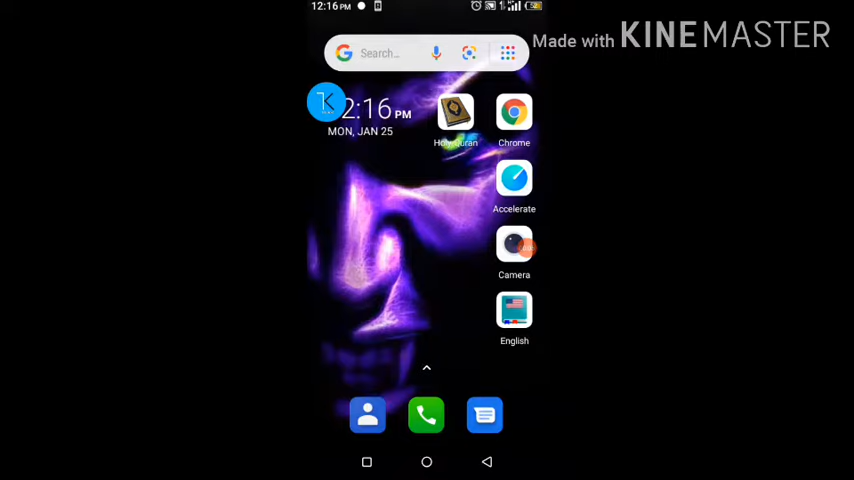 12:16 PM
Made with KINEMASTER
Search...
2:16 PM
MON, JAN 25
Holy Quran
Chrome
Accelerate
Camera
English